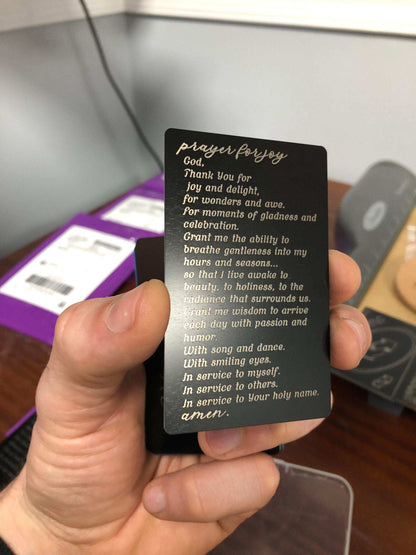 prayer for joy
God,
Thank You for
joy and delight,
for wonders and awe.
For moments of gladness and
celebration.
Grant me the ability to
breathe gentleness into my
hours and seasons...
so that I live awake to
beauty, to holiness, to the
radiance that surrounds us.
Grant me wisdom to arrive
each day with passion and
humor.
With song and dance.
With smiling eyes.
In service to myself.
In service to others.
In service to Your holy name.
amen.